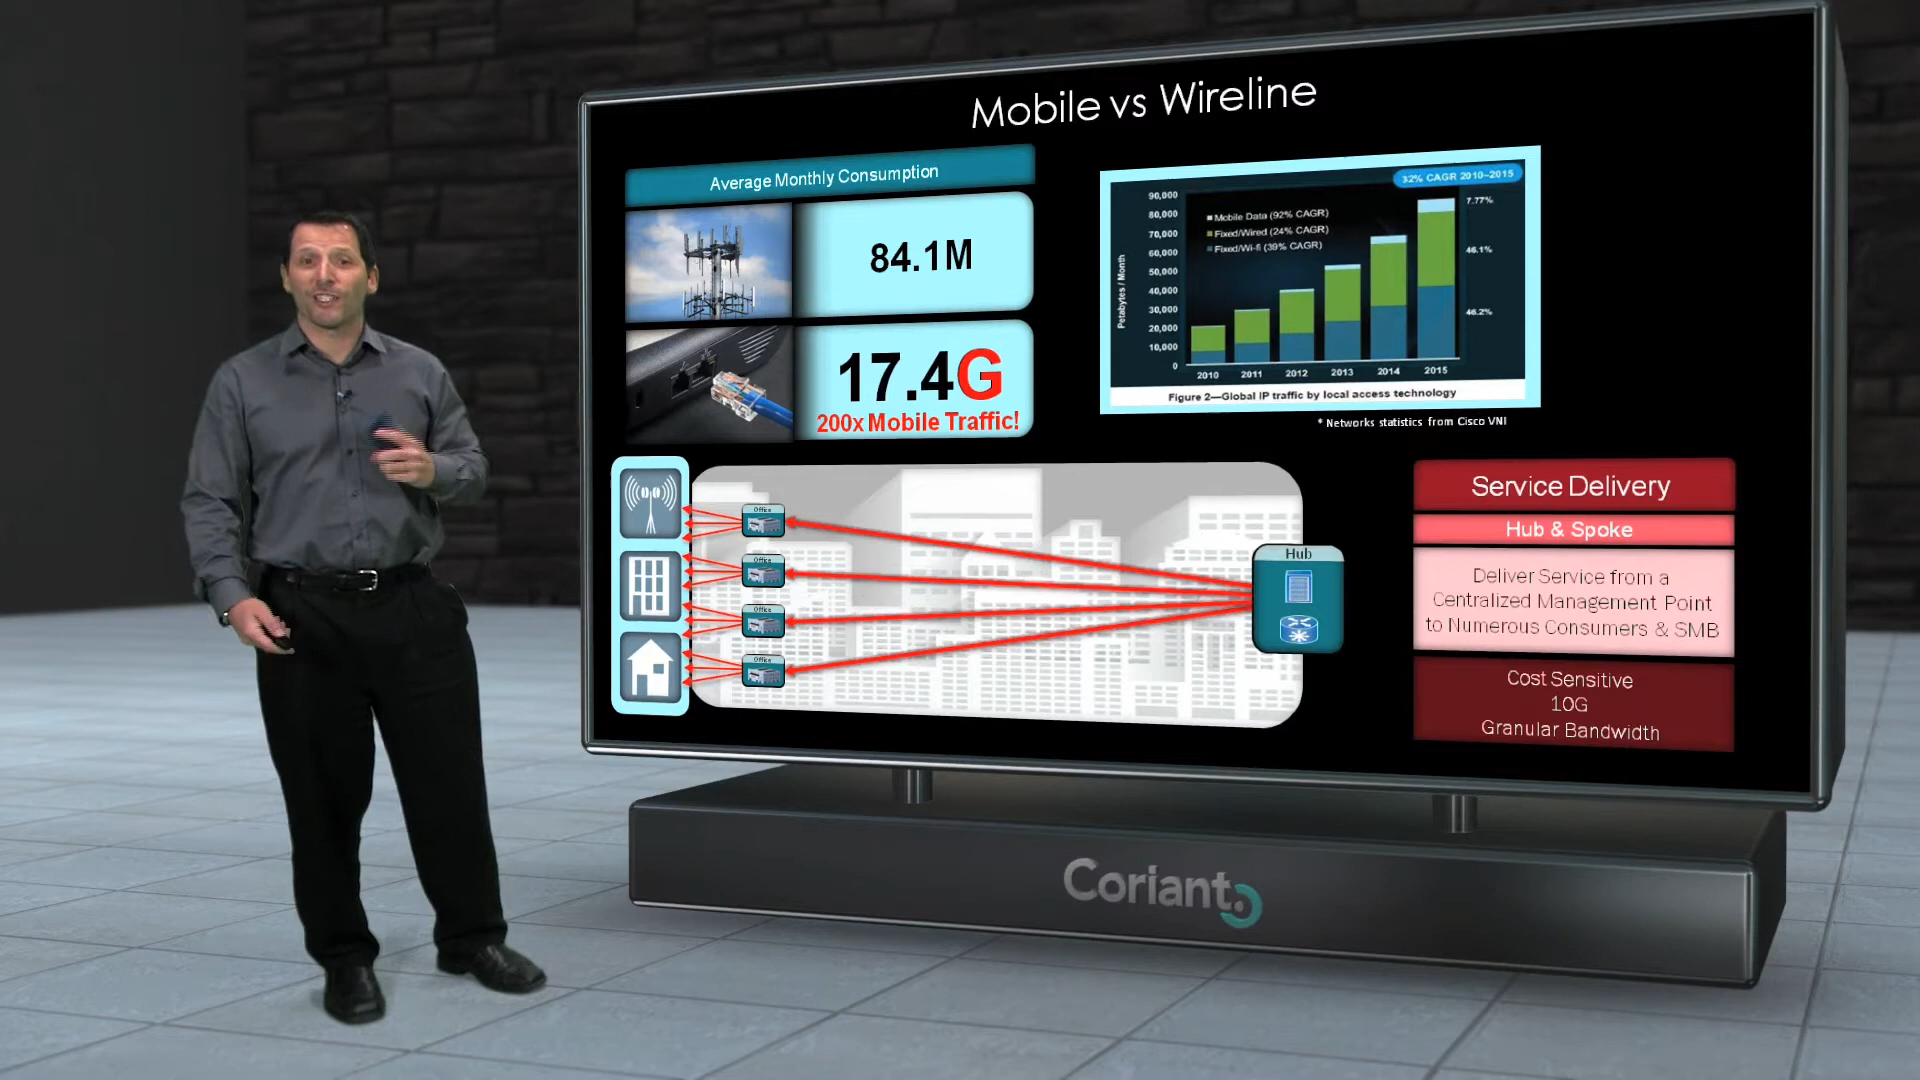 Mobile vs Wireline
Average Monthly Consumption
84.1M
17.4G
200x Mobile Traffic!
32% CAGR 2010–2015
90,000
80,000
70,000
60,000
50,000
40,000
30,000
20,000
10,000
0
Petabytes / Month
Mobile Data (92% CAGR)
Fixed/Wired (24% CAGR)
Fixed/Wi-fi (39% CAGR)
7.77%
46.1%
46.2%
2010 2011 2012 2013 2014 2015
Figure 2—Global IP traffic by local access technology
* Networks statistics from Cisco VNI
Office
Office
Office
Office
Hub
Service Delivery
Hub & Spoke
Deliver Service from a
Centralized Management Point
to Numerous Consumers & SMB
Cost Sensitive
10G
Granular Bandwidth
Coriant